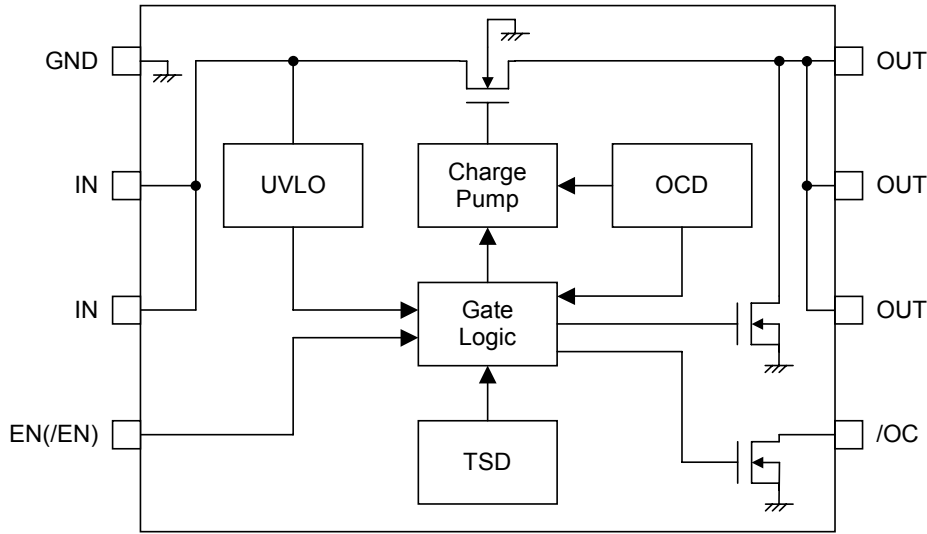 GND
OUT
IN
UVLO
Charge
Pump
OCD
OUT
IN
Gate
Logic
OUT
EN(/EN)
TSD
/OC